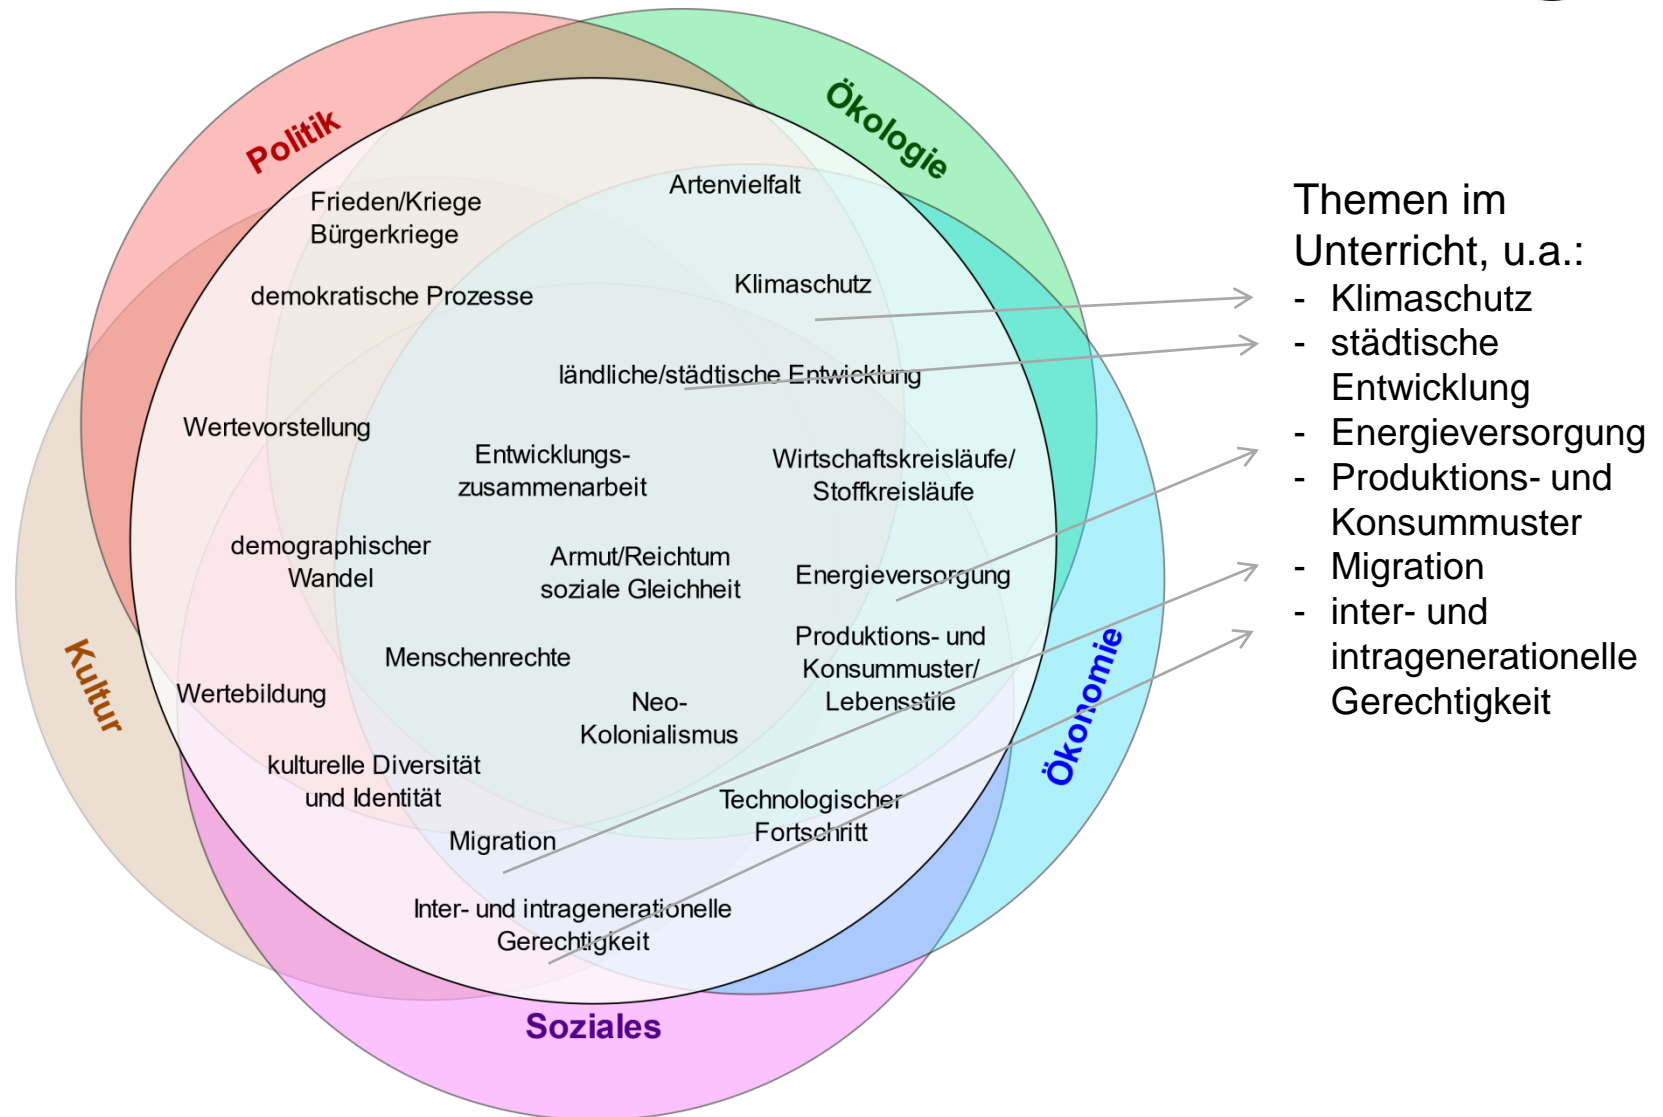 Politik
Ökologie
Frieden/Kriege
Bürgerkriege
Artenvielfalt
demokratische Prozesse
Klimaschutz
ländliche/städtische Entwicklung
Wertevorstellung
Entwicklungs-
zusammenarbeit
Wirtschaftskreisläufe/
Stoffkreisläufe
demographischer
Wandel
Armut/Reichtum
soziale Gleichheit
Energieversorgung
Menschenrechte
Produktions- und
Konsummuster/
Lebensstile
Kultur
Wertebildung
Neo-
Kolonialismus
Ökonomie
kulturelle Diversität
und Identität
Technologischer
Fortschritt
Migration
Inter- und intragenerationelle
Gerechtigkeit
Soziales
Themen im
Unterricht, u.a.:
- Klimaschutz
- städtische
Entwicklung
- Energieversorgung
- Produktions- und
Konsummuster
- Migration
- inter- und
intragenerationelle
Gerechtigkeit